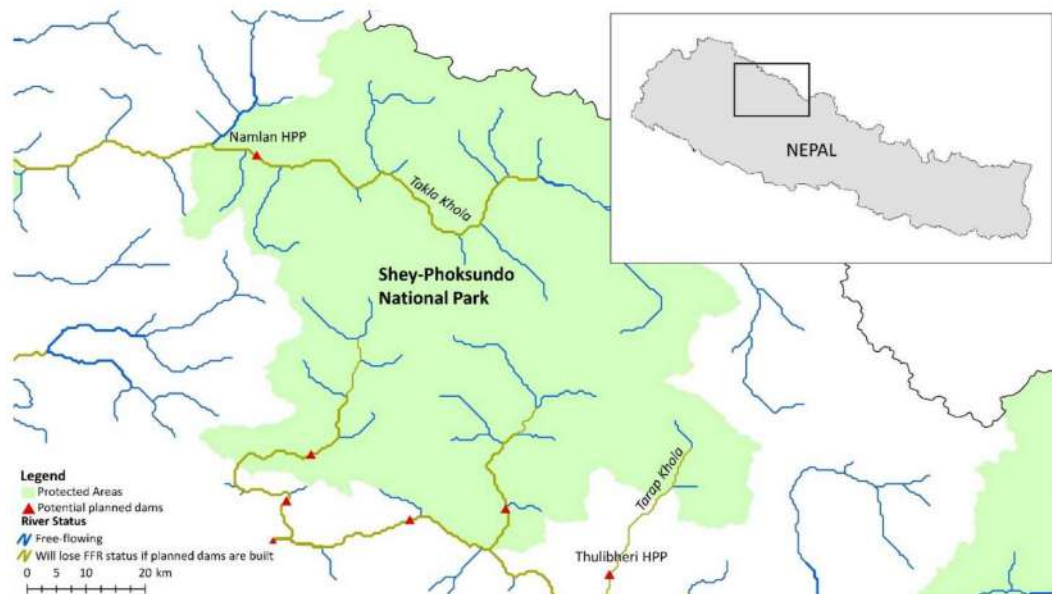 NEPAL
Namlan HPP
Takla Khola
Shey-Phoksundo
National Park
Tarap Khola
Thulibheri HPP
Legend
Protected Areas
Potential planned dams
River Status
Free-flowing
Will lose FFR status if planned dams are built
0 5 10 20 km